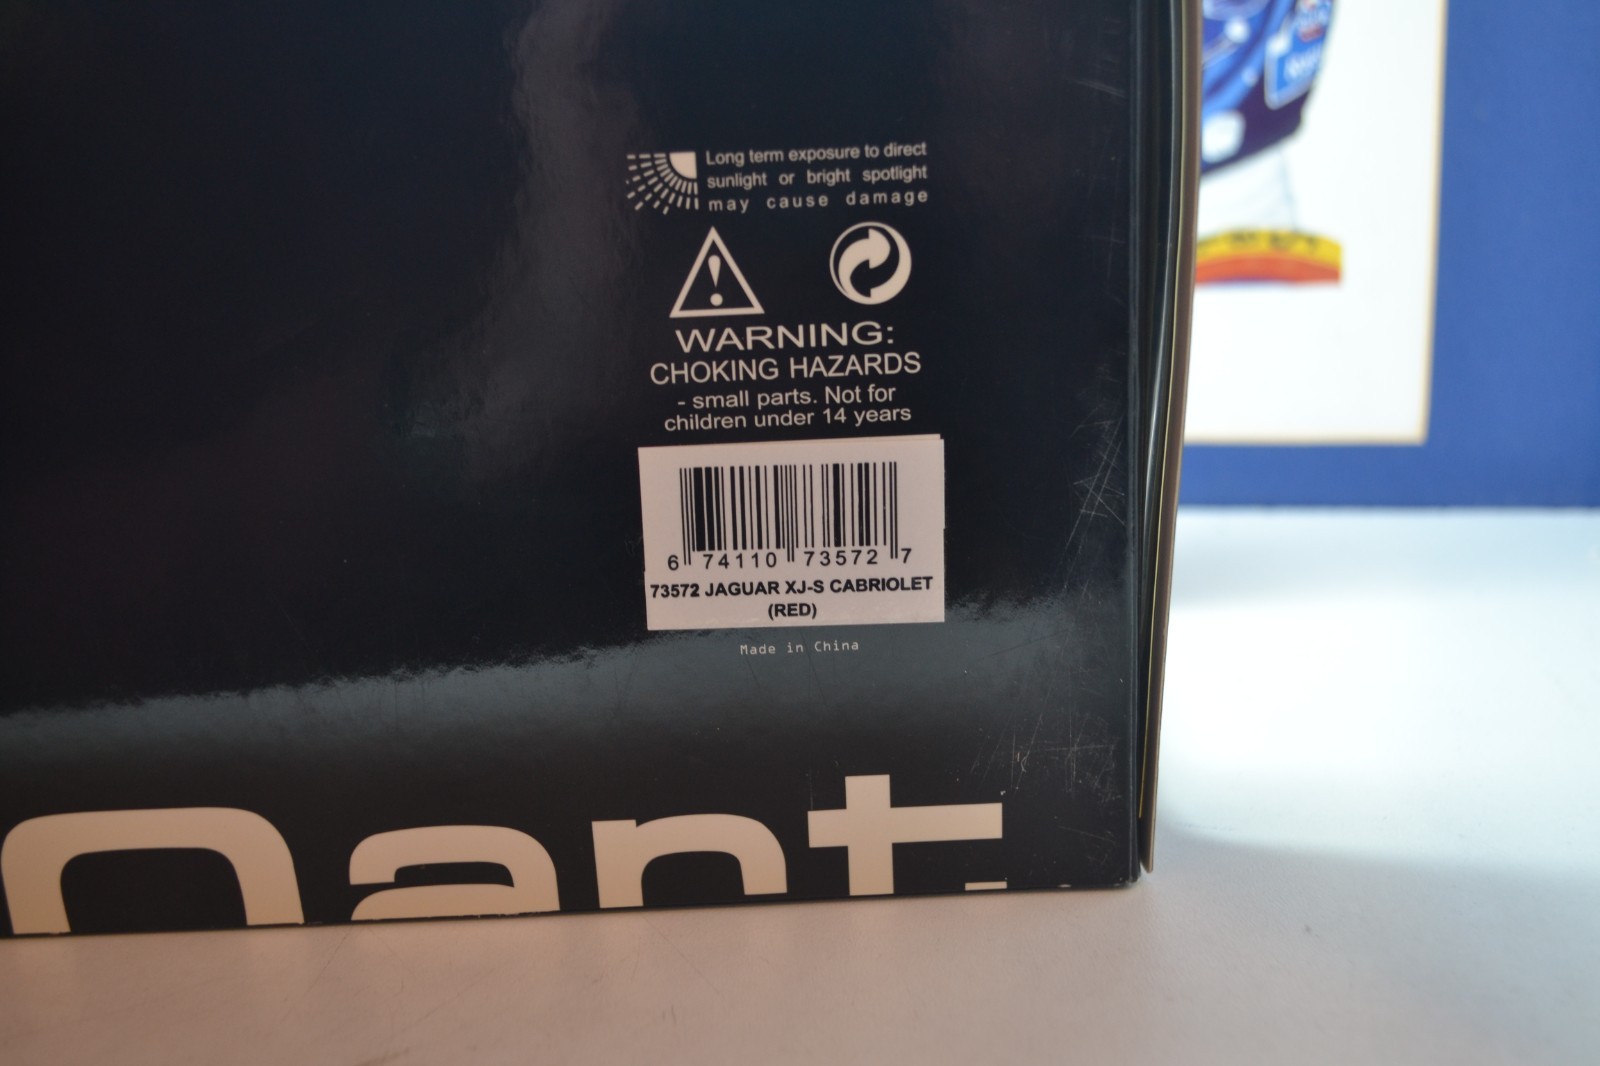 Long term exposure to direct
sunlight or bright spotlight
may cause damage
WARNING:
CHOKING HAZARDS
- small parts. Not for
children under 14 years
6 74110 73572 7
73572 JAGUAR XJ-S CABRIOLET
(RED)
Made in China